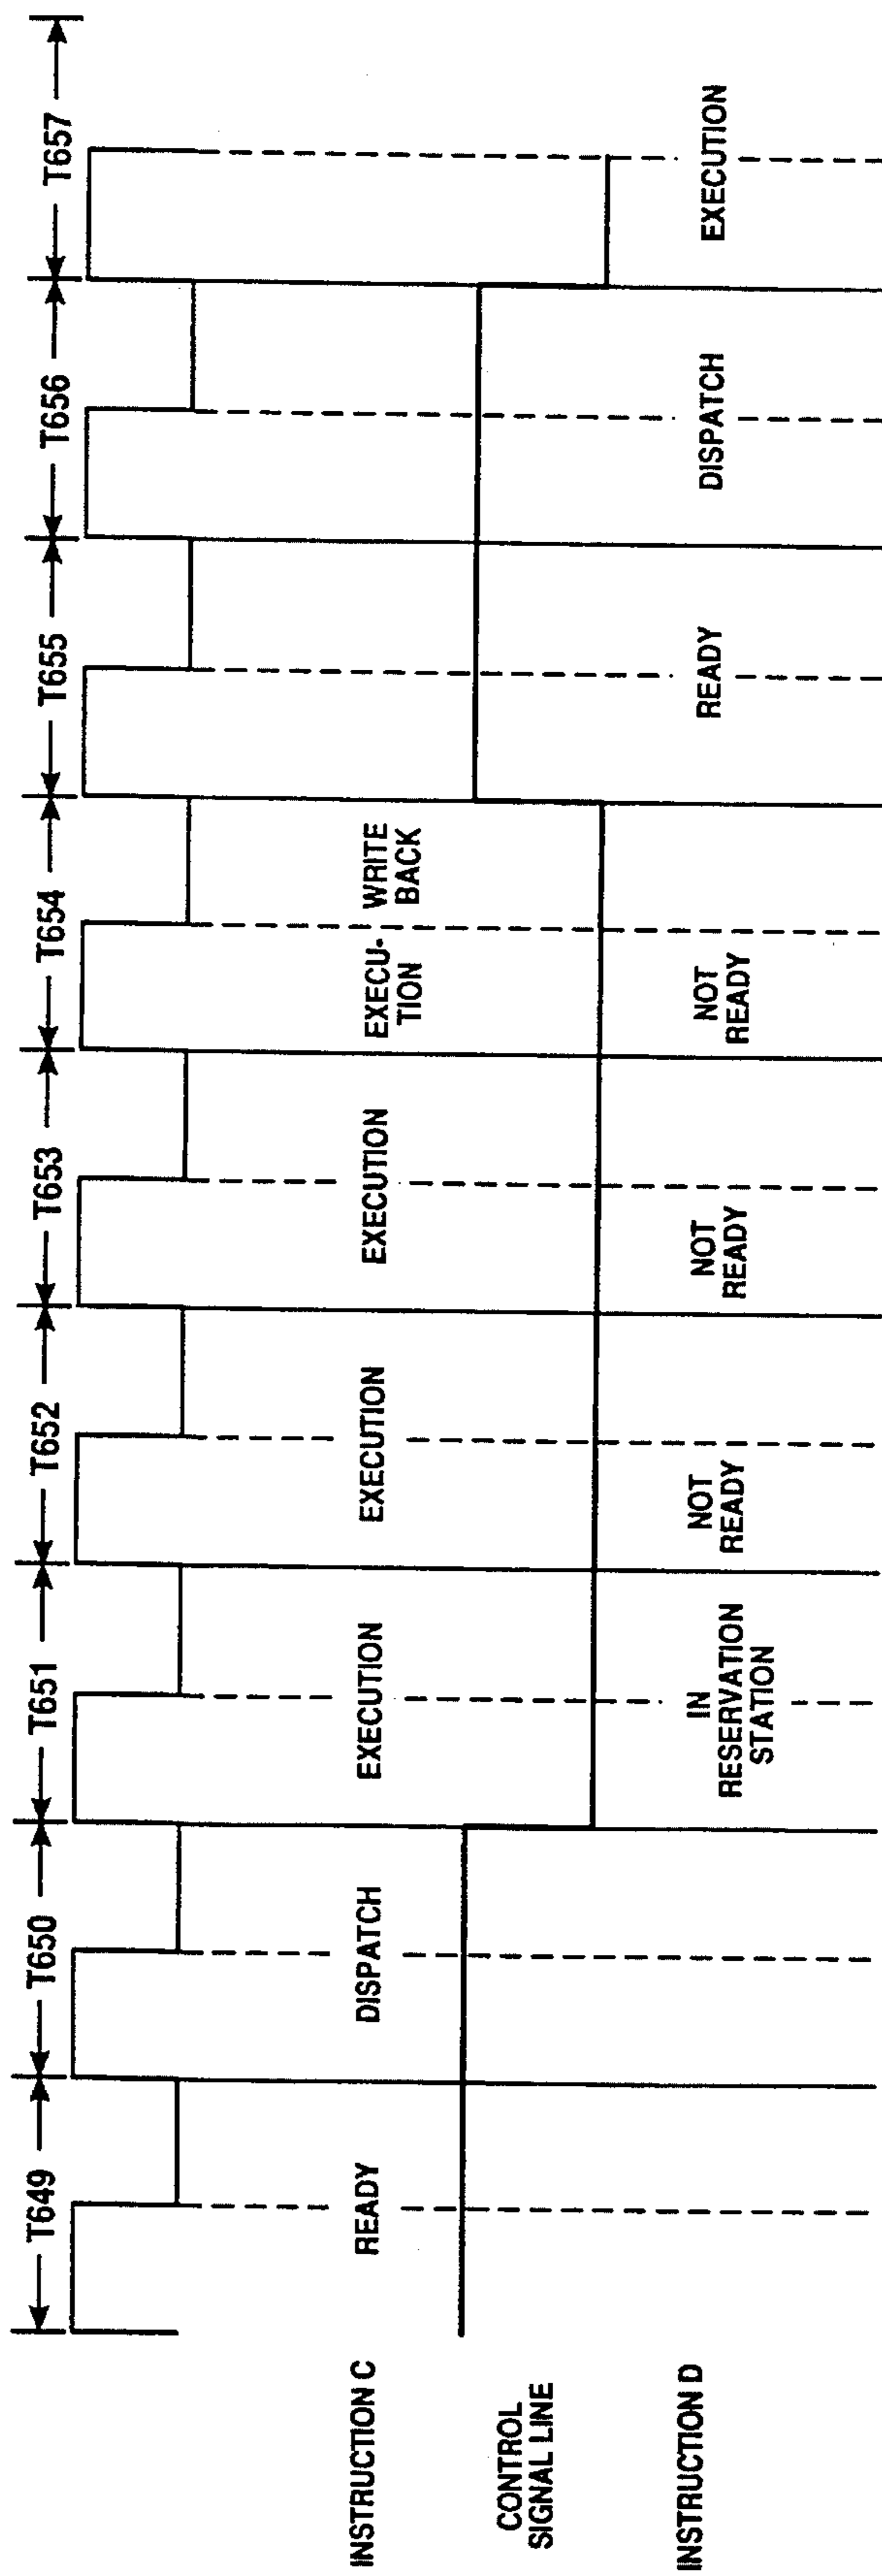 T649
T650
T651
T652
T653
T654
T655
T656
T657
INSTRUCTION C
READY
DISPATCH
EXECUTION
EXECUTION
EXECUTION
EXECU-
TION
WRITE
BACK
CONTROL
SIGNAL LINE
INSTRUCTION D
IN
RESERVATION
STATION
NOT
READY
NOT
READY
NOT
READY
READY
DISPATCH
EXECUTION